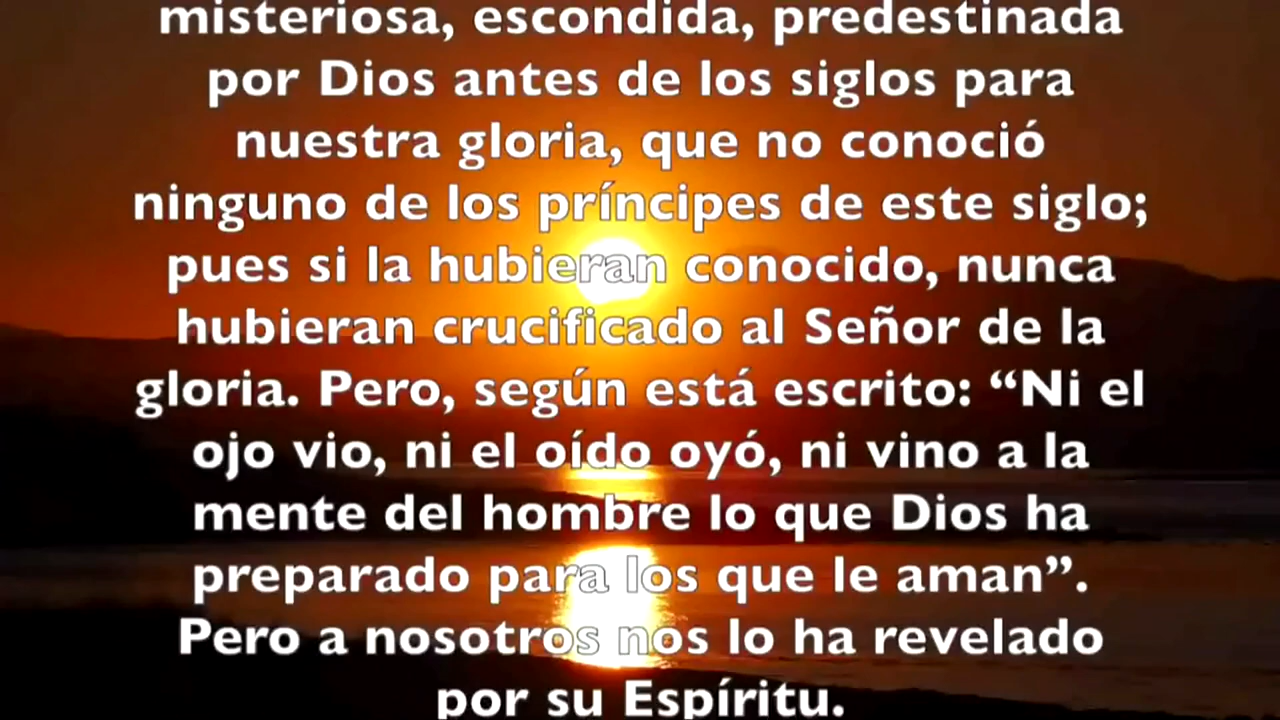 misteriosa, escondida, predestinada
por Dios antes de los siglos para
nuestra gloria, que no conoció
ninguno de los príncipes de este siglo;
pues si la hubieran conocido, nunca
hubieran crucificado al Señor de la
gloria. Pero, según está escrito: “Ni el
ojo vio, ni el oído oyó, ni vino a la
mente del hombre lo que Dios ha
preparado para los que le aman”.
Pero a nosotros nos lo ha revelado
por su Espíritu.